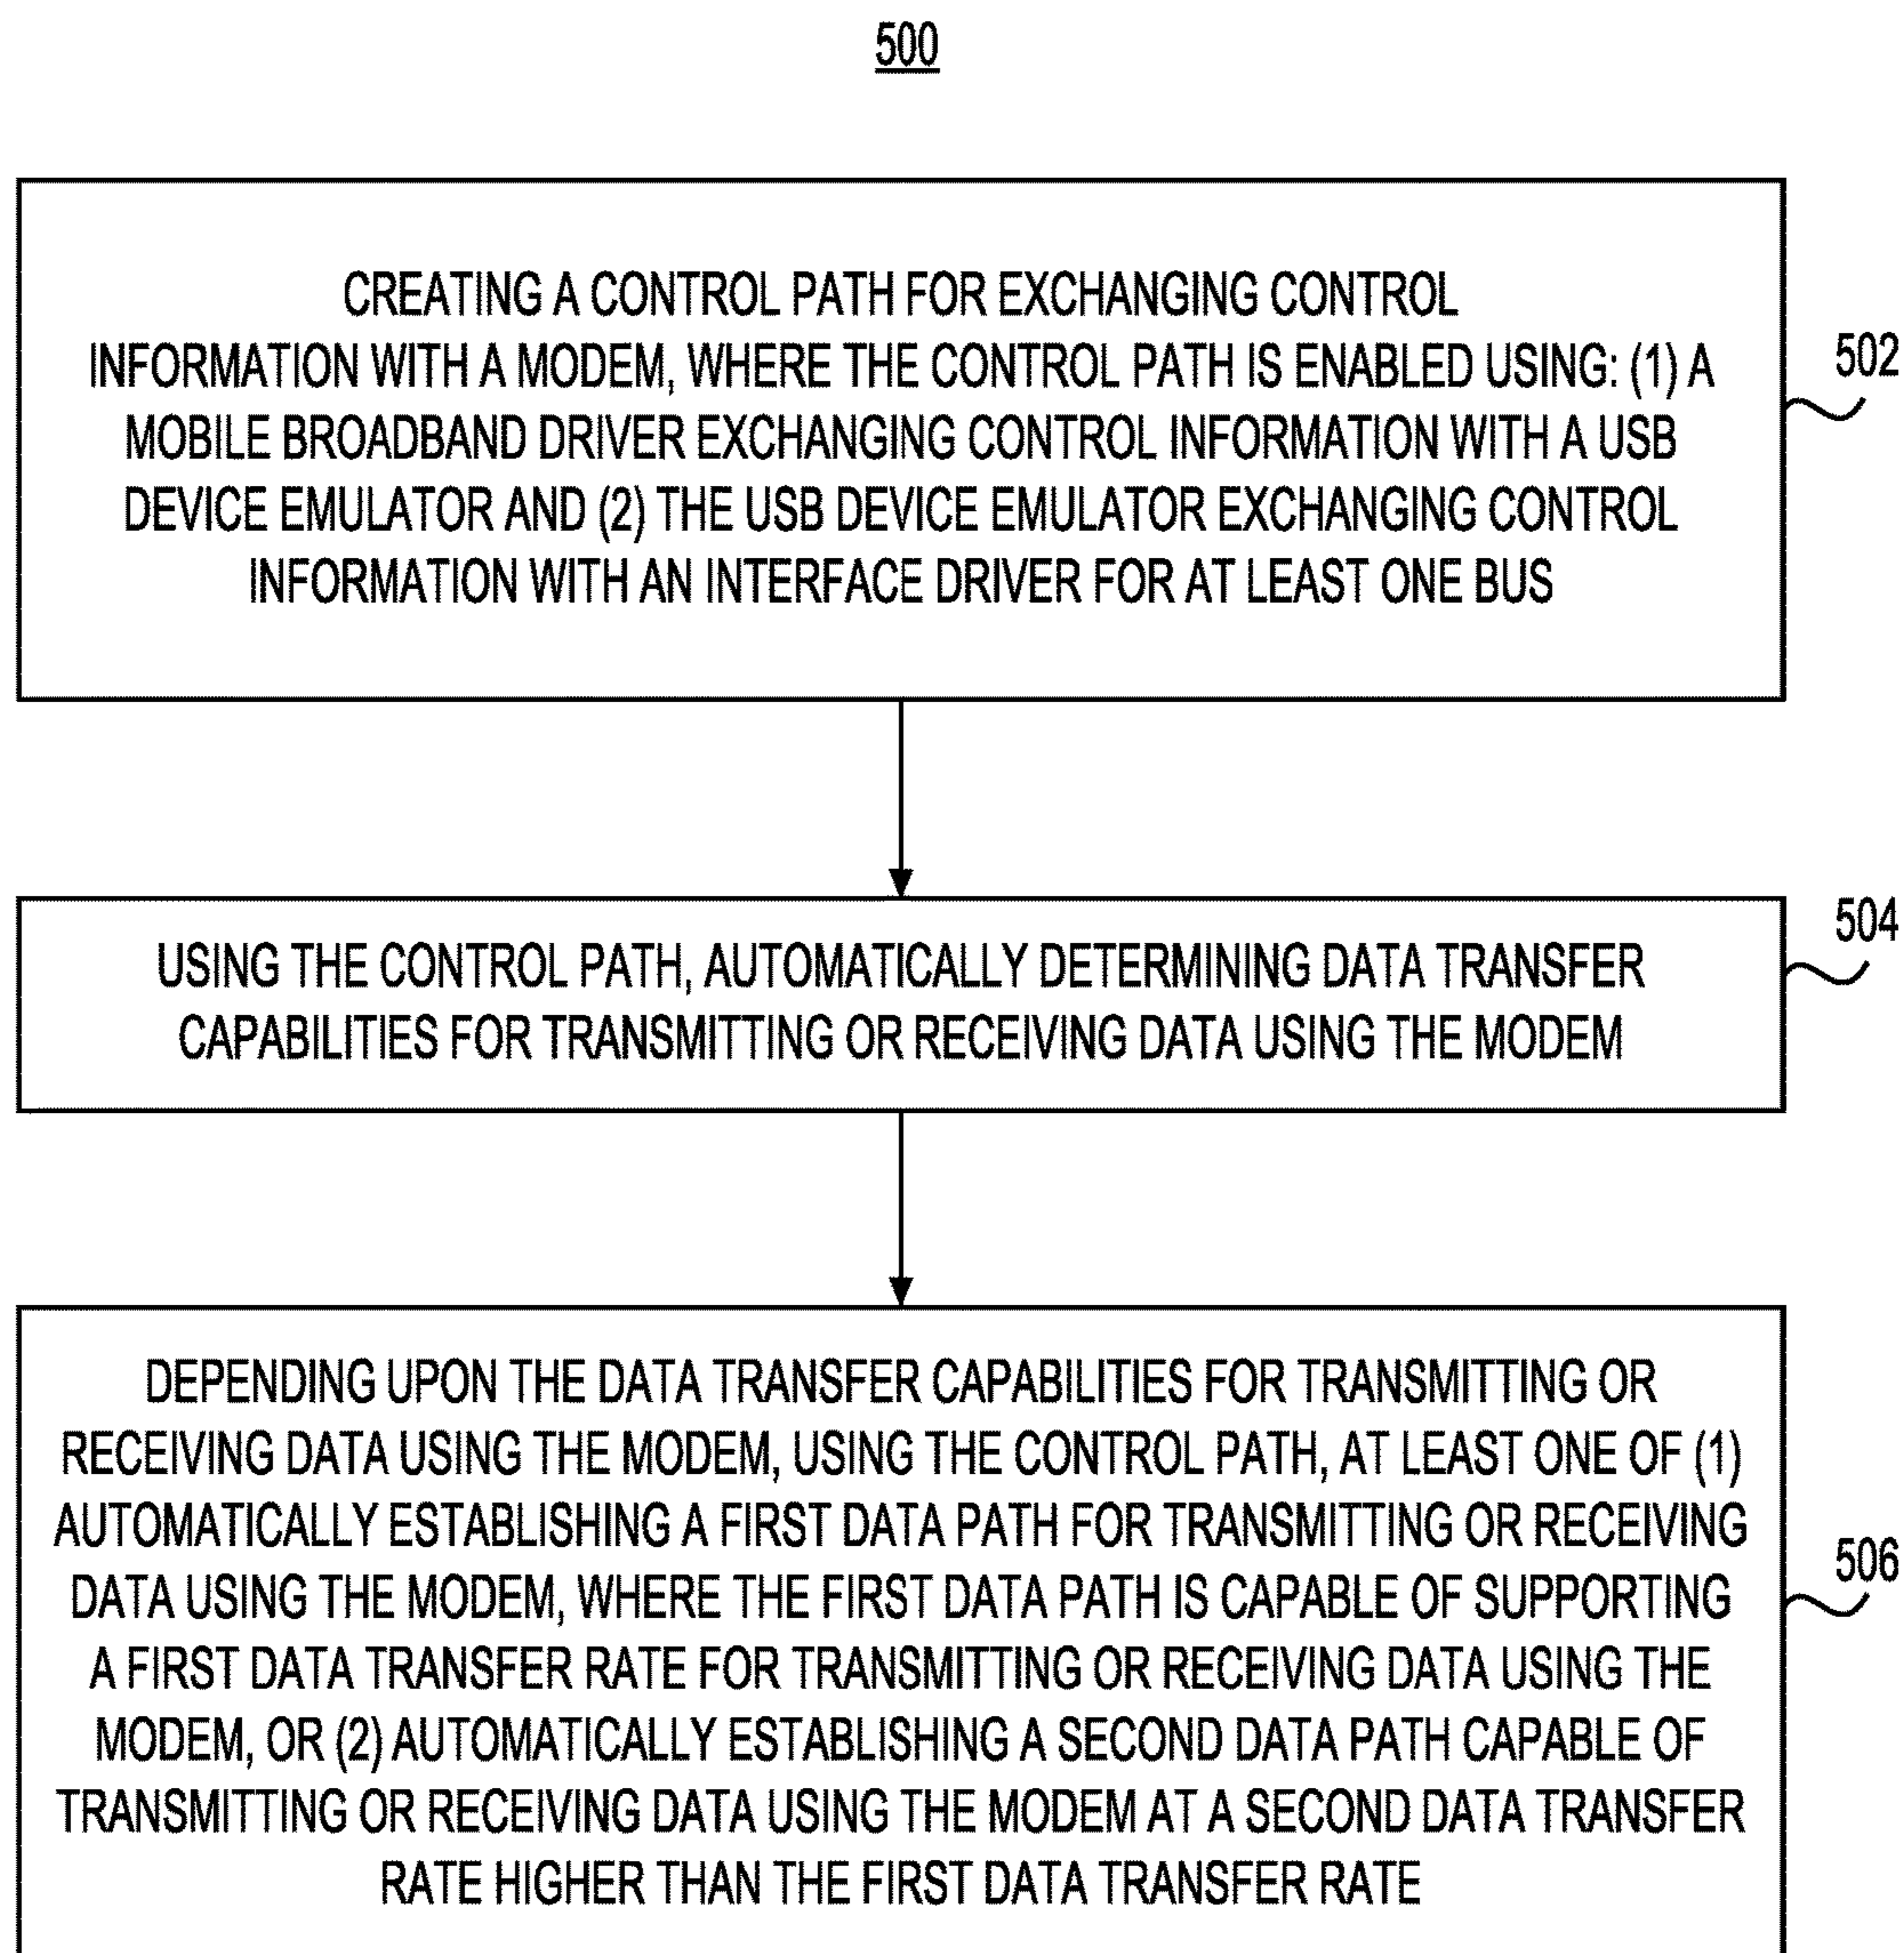 500
CREATING A CONTROL PATH FOR EXCHANGING CONTROL
INFORMATION WITH A MODEM, WHERE THE CONTROL PATH IS ENABLED USING: (1) A
MOBILE BROADBAND DRIVER EXCHANGING CONTROL INFORMATION WITH A USB
DEVICE EMULATOR AND (2) THE USB DEVICE EMULATOR EXCHANGING CONTROL
INFORMATION WITH AN INTERFACE DRIVER FOR AT LEAST ONE BUS
502
USING THE CONTROL PATH, AUTOMATICALLY DETERMINING DATA TRANSFER
CAPABILITIES FOR TRANSMITTING OR RECEIVING DATA USING THE MODEM
504
DEPENDING UPON THE DATA TRANSFER CAPABILITIES FOR TRANSMITTING OR
RECEIVING DATA USING THE MODEM, USING THE CONTROL PATH, AT LEAST ONE OF (1)
AUTOMATICALLY ESTABLISHING A FIRST DATA PATH FOR TRANSMITTING OR RECEIVING
DATA USING THE MODEM, WHERE THE FIRST DATA PATH IS CAPABLE OF SUPPORTING
A FIRST DATA TRANSFER RATE FOR TRANSMITTING OR RECEIVING DATA USING THE
MODEM, OR (2) AUTOMATICALLY ESTABLISHING A SECOND DATA PATH CAPABLE OF
TRANSMITTING OR RECEIVING DATA USING THE MODEM AT A SECOND DATA TRANSFER
RATE HIGHER THAN THE FIRST DATA TRANSFER RATE
506